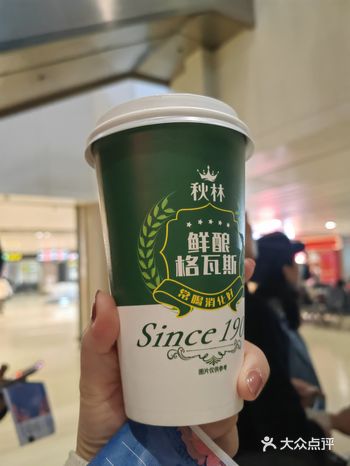 秋林
鲜酿
格瓦斯
常喝消化好
Since 190
图片仅供参考
大众点评